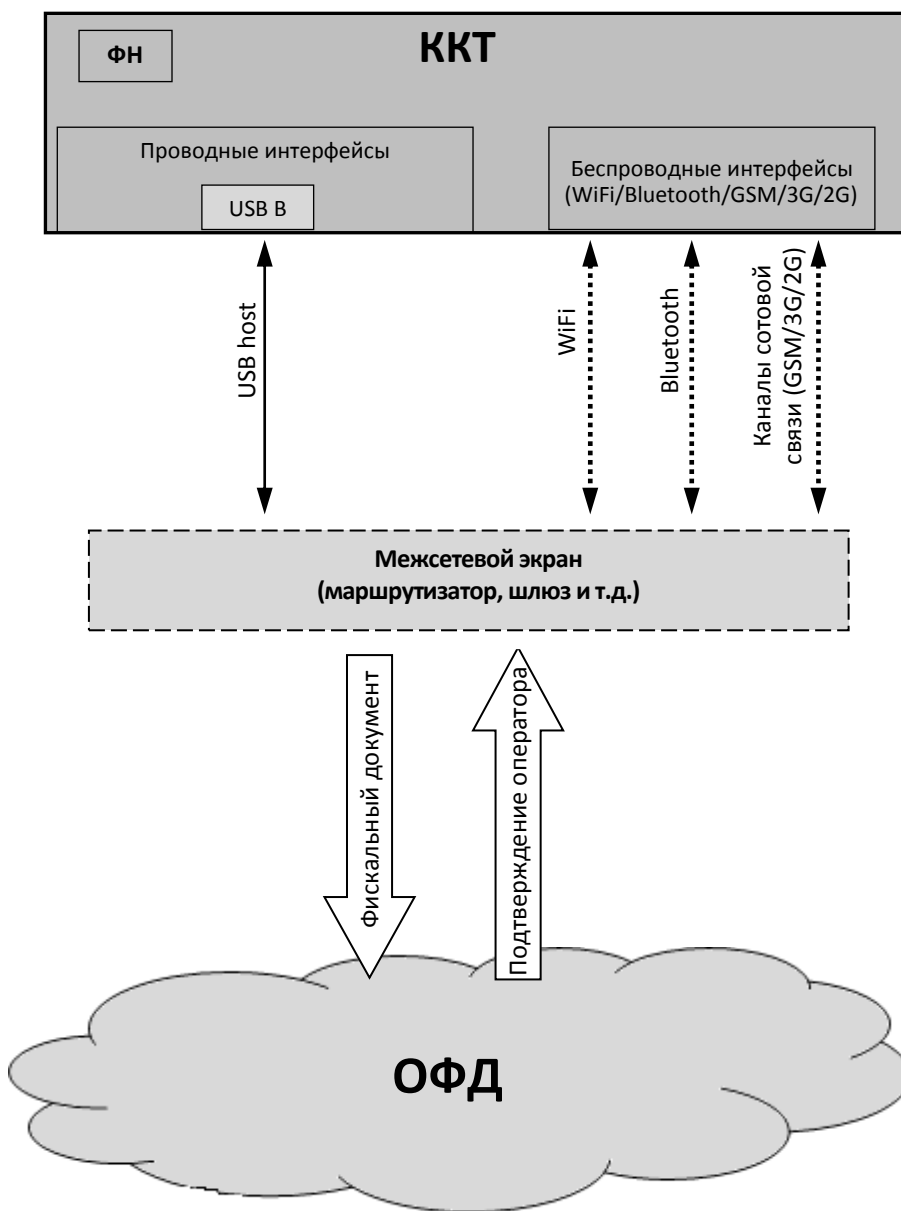 ФН
ККТ
Проводные интерфейсы
USB B
Беспроводные интерфейсы
(WiFi/Bluetooth/GSM/3G/2G)
USB host
WiFi
Bluetooth
Каналы сотовой
связи (GSM/3G/2G)
Межсетевой экран
(маршрутизатор, шлюз и т.д.)
Фискальный документ
Подтверждение оператора
ОФД